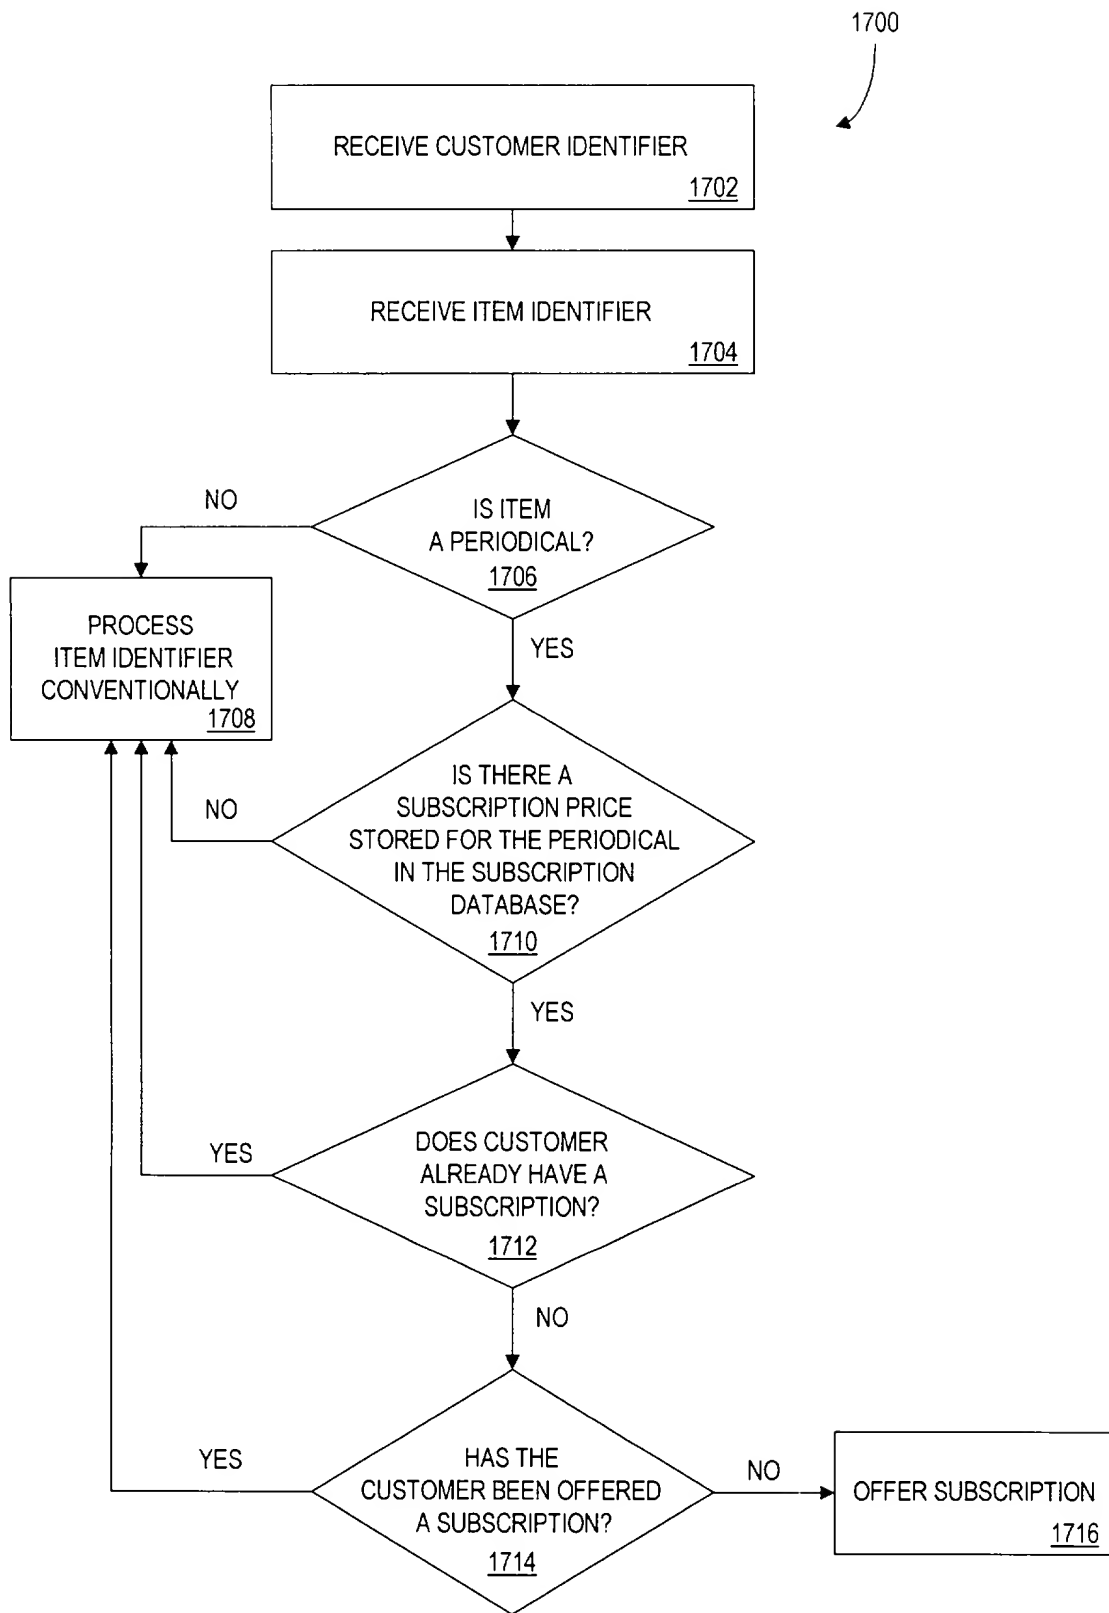 1700
RECEIVE CUSTOMER IDENTIFIER
1702
RECEIVE ITEM IDENTIFIER
1704
IS ITEM
A PERIODICAL?
1706
NO
YES
PROCESS
ITEM IDENTIFIER
CONVENTIONALLY
1708
IS THERE A
SUBSCRIPTION PRICE
STORED FOR THE PERIODICAL
IN THE SUBSCRIPTION
DATABASE?
1710
NO
YES
DOES CUSTOMER
ALREADY HAVE A
SUBSCRIPTION?
1712
YES
NO
HAS THE
CUSTOMER BEEN OFFERED
A SUBSCRIPTION?
1714
YES
NO
OFFER SUBSCRIPTION
1716